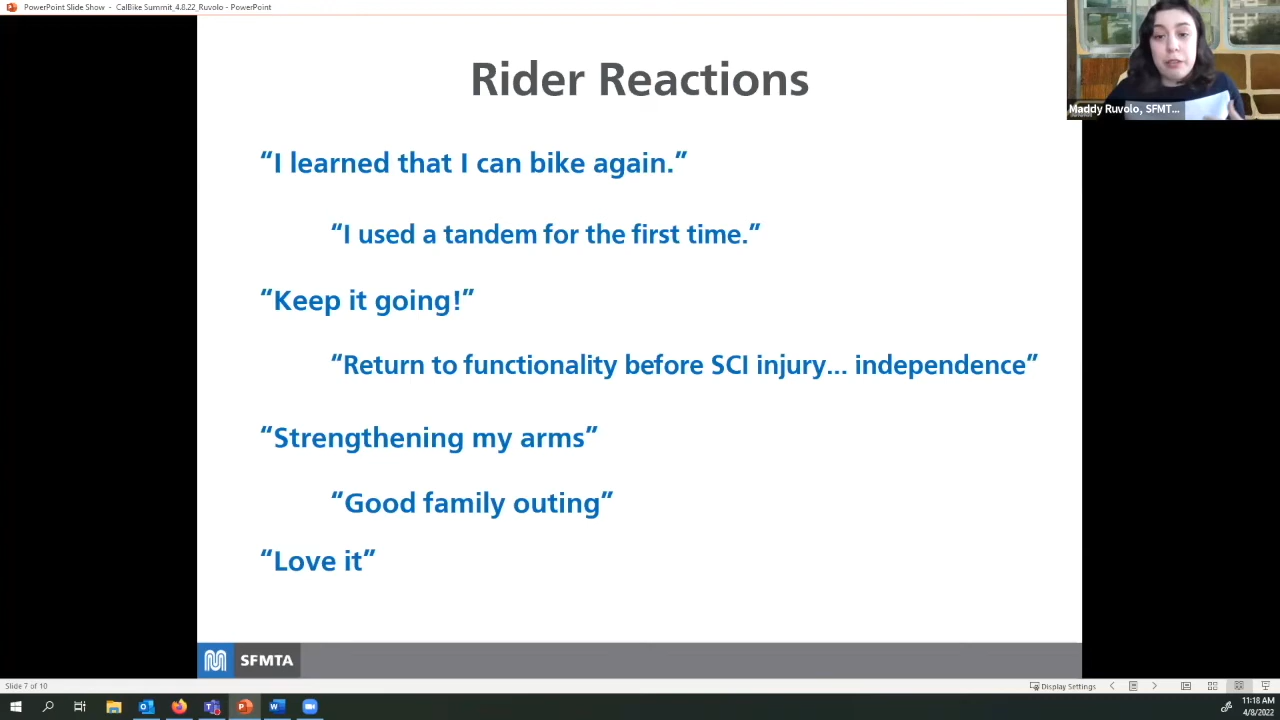 PowerPoint Slide Show - CalBike Summit_4.8.22_Ruvolo - PowerPoint
Rider Reactions
Maddy Ruvolo, SFMT...
“I learned that I can bike again.”
“I used a tandem for the first time.”
“Keep it going!”
“Return to functionality before SCI injury... independence”
“Strengthening my arms”
“Good family outing”
“Love it”
SFMTA
Slide 7 of 10
Display Settings
11:18 AM
4/8/2022